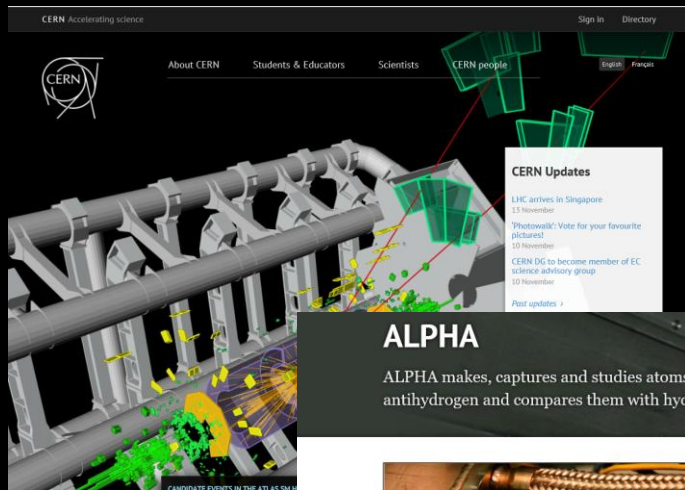 CERN Accelerating science
Sign in Directory
CERN
About CERN Students & Educators Scientists CERN people
English Français
CERN Updates
LHC arrives in Singapore
13 November
'Photowalk': Vote for your favourite
pictures!
10 November
CERN DG to become member of EC
science advisory group
10 November
Past updates ›
ALPHA
ALPHA makes, captures and studies atoms
antihydrogen and compares them with
CANDIDATE EVENTS IN THE ATLAS SM